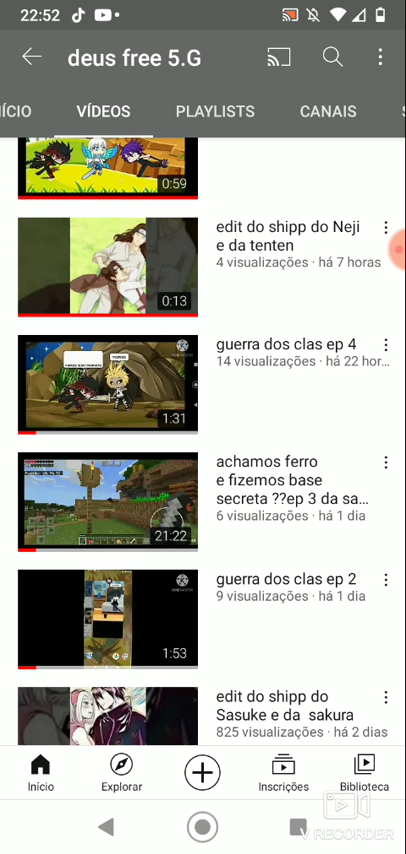 22:52
deus free 5.G
ÍCIO VÍDEOS PLAYLISTS CANAIS
0:59
edit do shipp do Neji
e da tenten
4 visualizações · há 7 horas
0:13
guerra dos clas ep 4
14 visualizações · há 22 hor...
1:31
achamos ferro
e fizemos base
secreta ??ep 3 da sa...
6 visualizações · há 1 dia
21:22
guerra dos clas ep 2
9 visualizações · há 1 dia
1:53
edit do shipp do
Sasuke e da sakura
825 visualizações · há 2 dias
Início Explorar Inscrições Biblioteca
V RECORDER